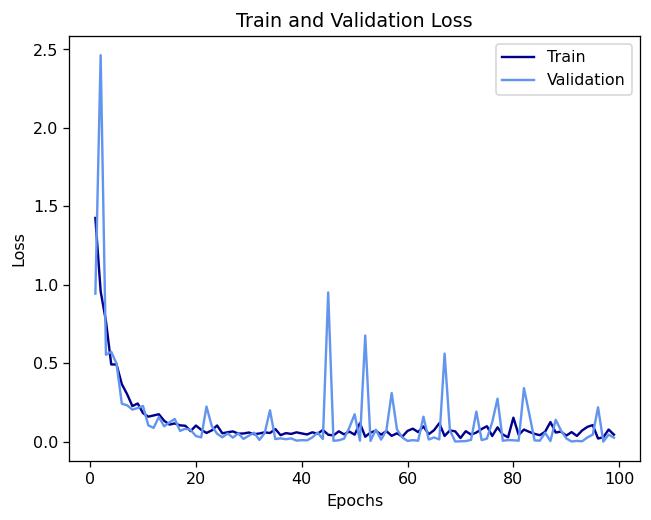 Train and Validation Loss
Train
Validation
2.5
2.0
1.5
1.0
0.5
0.0
Loss
0 20 40 60 80 100
Epochs